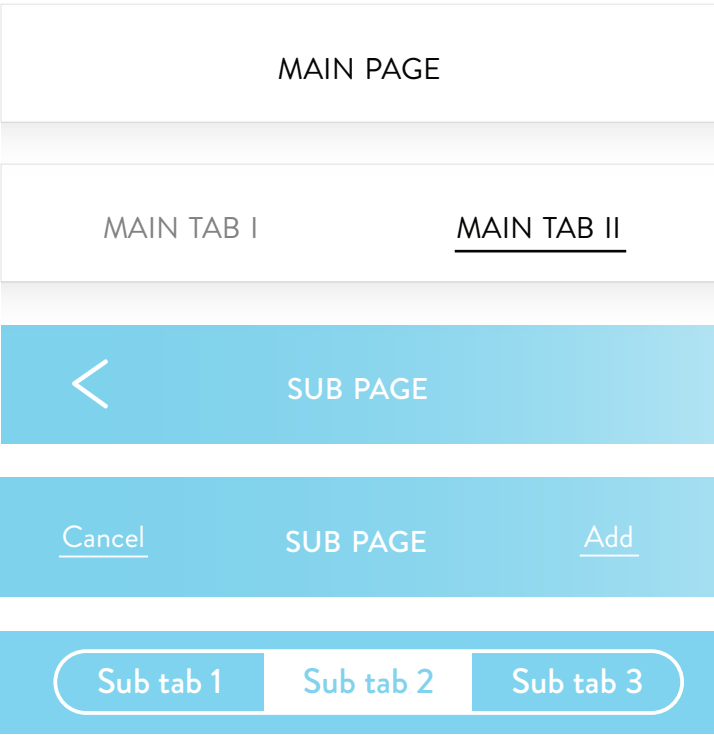 MAIN PAGE
MAIN TAB I MAIN TAB II
SUB PAGE
Cancel SUB PAGE Add
Sub tab 1 Sub tab 2 Sub tab 3